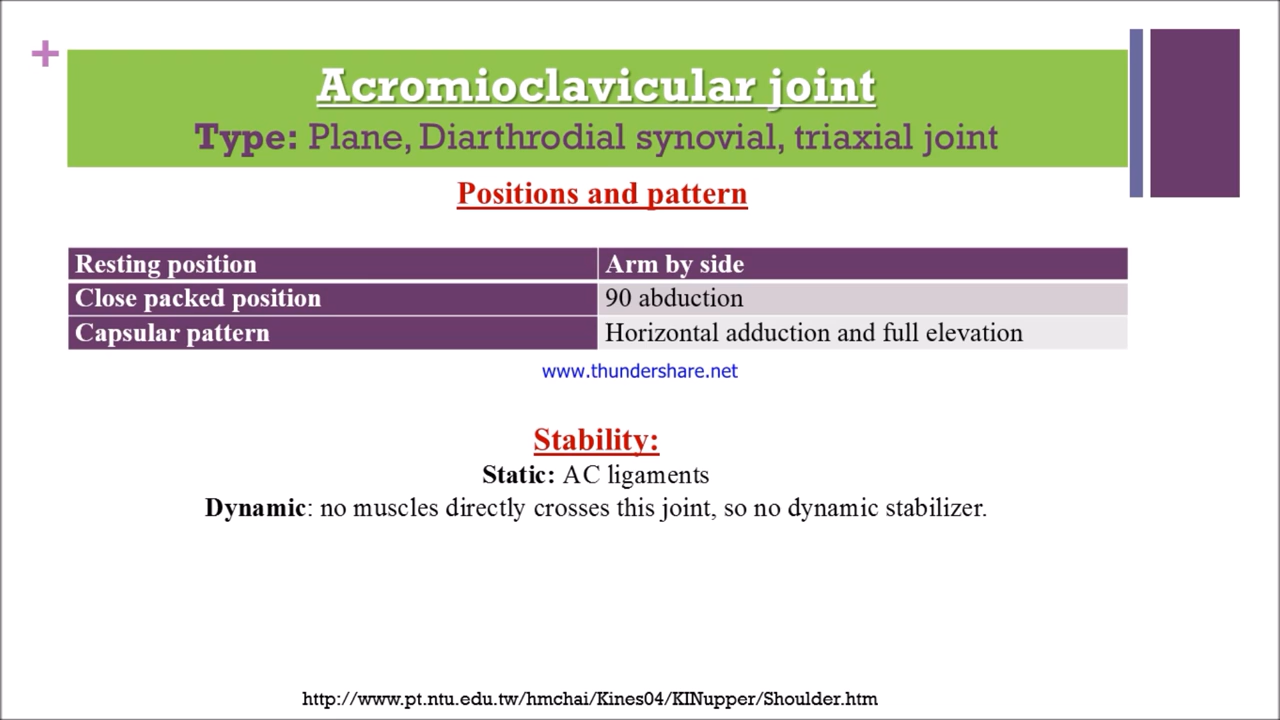 +
Acromioclavicular joint
Type: Plane, Diarthrodial synovial, triaxial joint
Positions and pattern
Resting position Arm by side
Close packed position 90 abduction
Capsular pattern Horizontal adduction and full elevation
www.thundershare.net
Stability:
Static: AC ligaments
Dynamic: no muscles directly crosses this joint, so no dynamic stabilizer.
http://www.pt.ntu.edu.tw/hmchai/Kines04/KINupper/Shoulder.htm